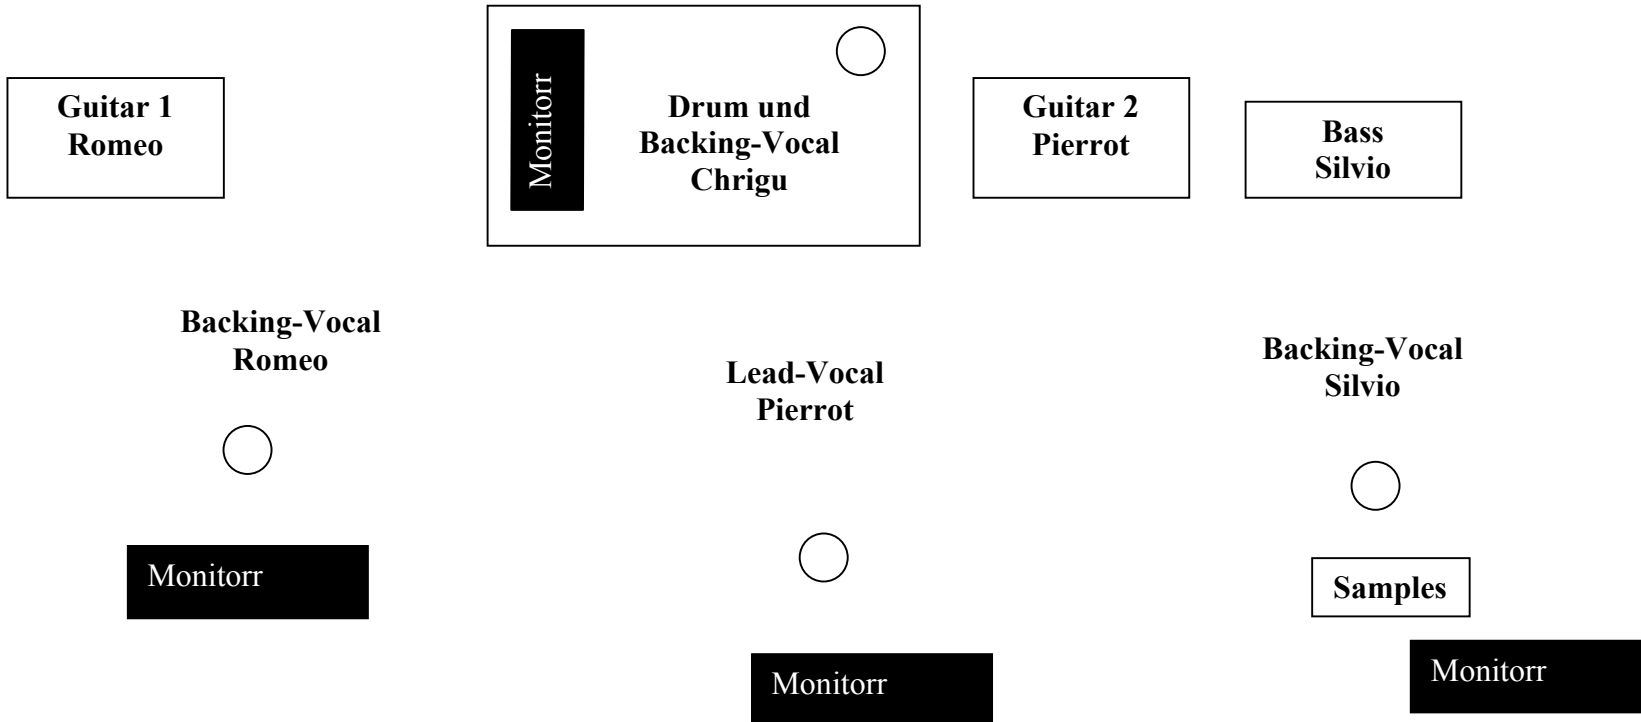 Guitar 1
Romeo
Monitorr
Drum und
Backing-Vocal
Chrigu
Guitar 2
Pierrot
Bass
Silvio
Backing-Vocal
Romeo
Lead-Vocal
Pierrot
Backing-Vocal
Silvio
Monitorr
Samples
Monitorr
Monitorr